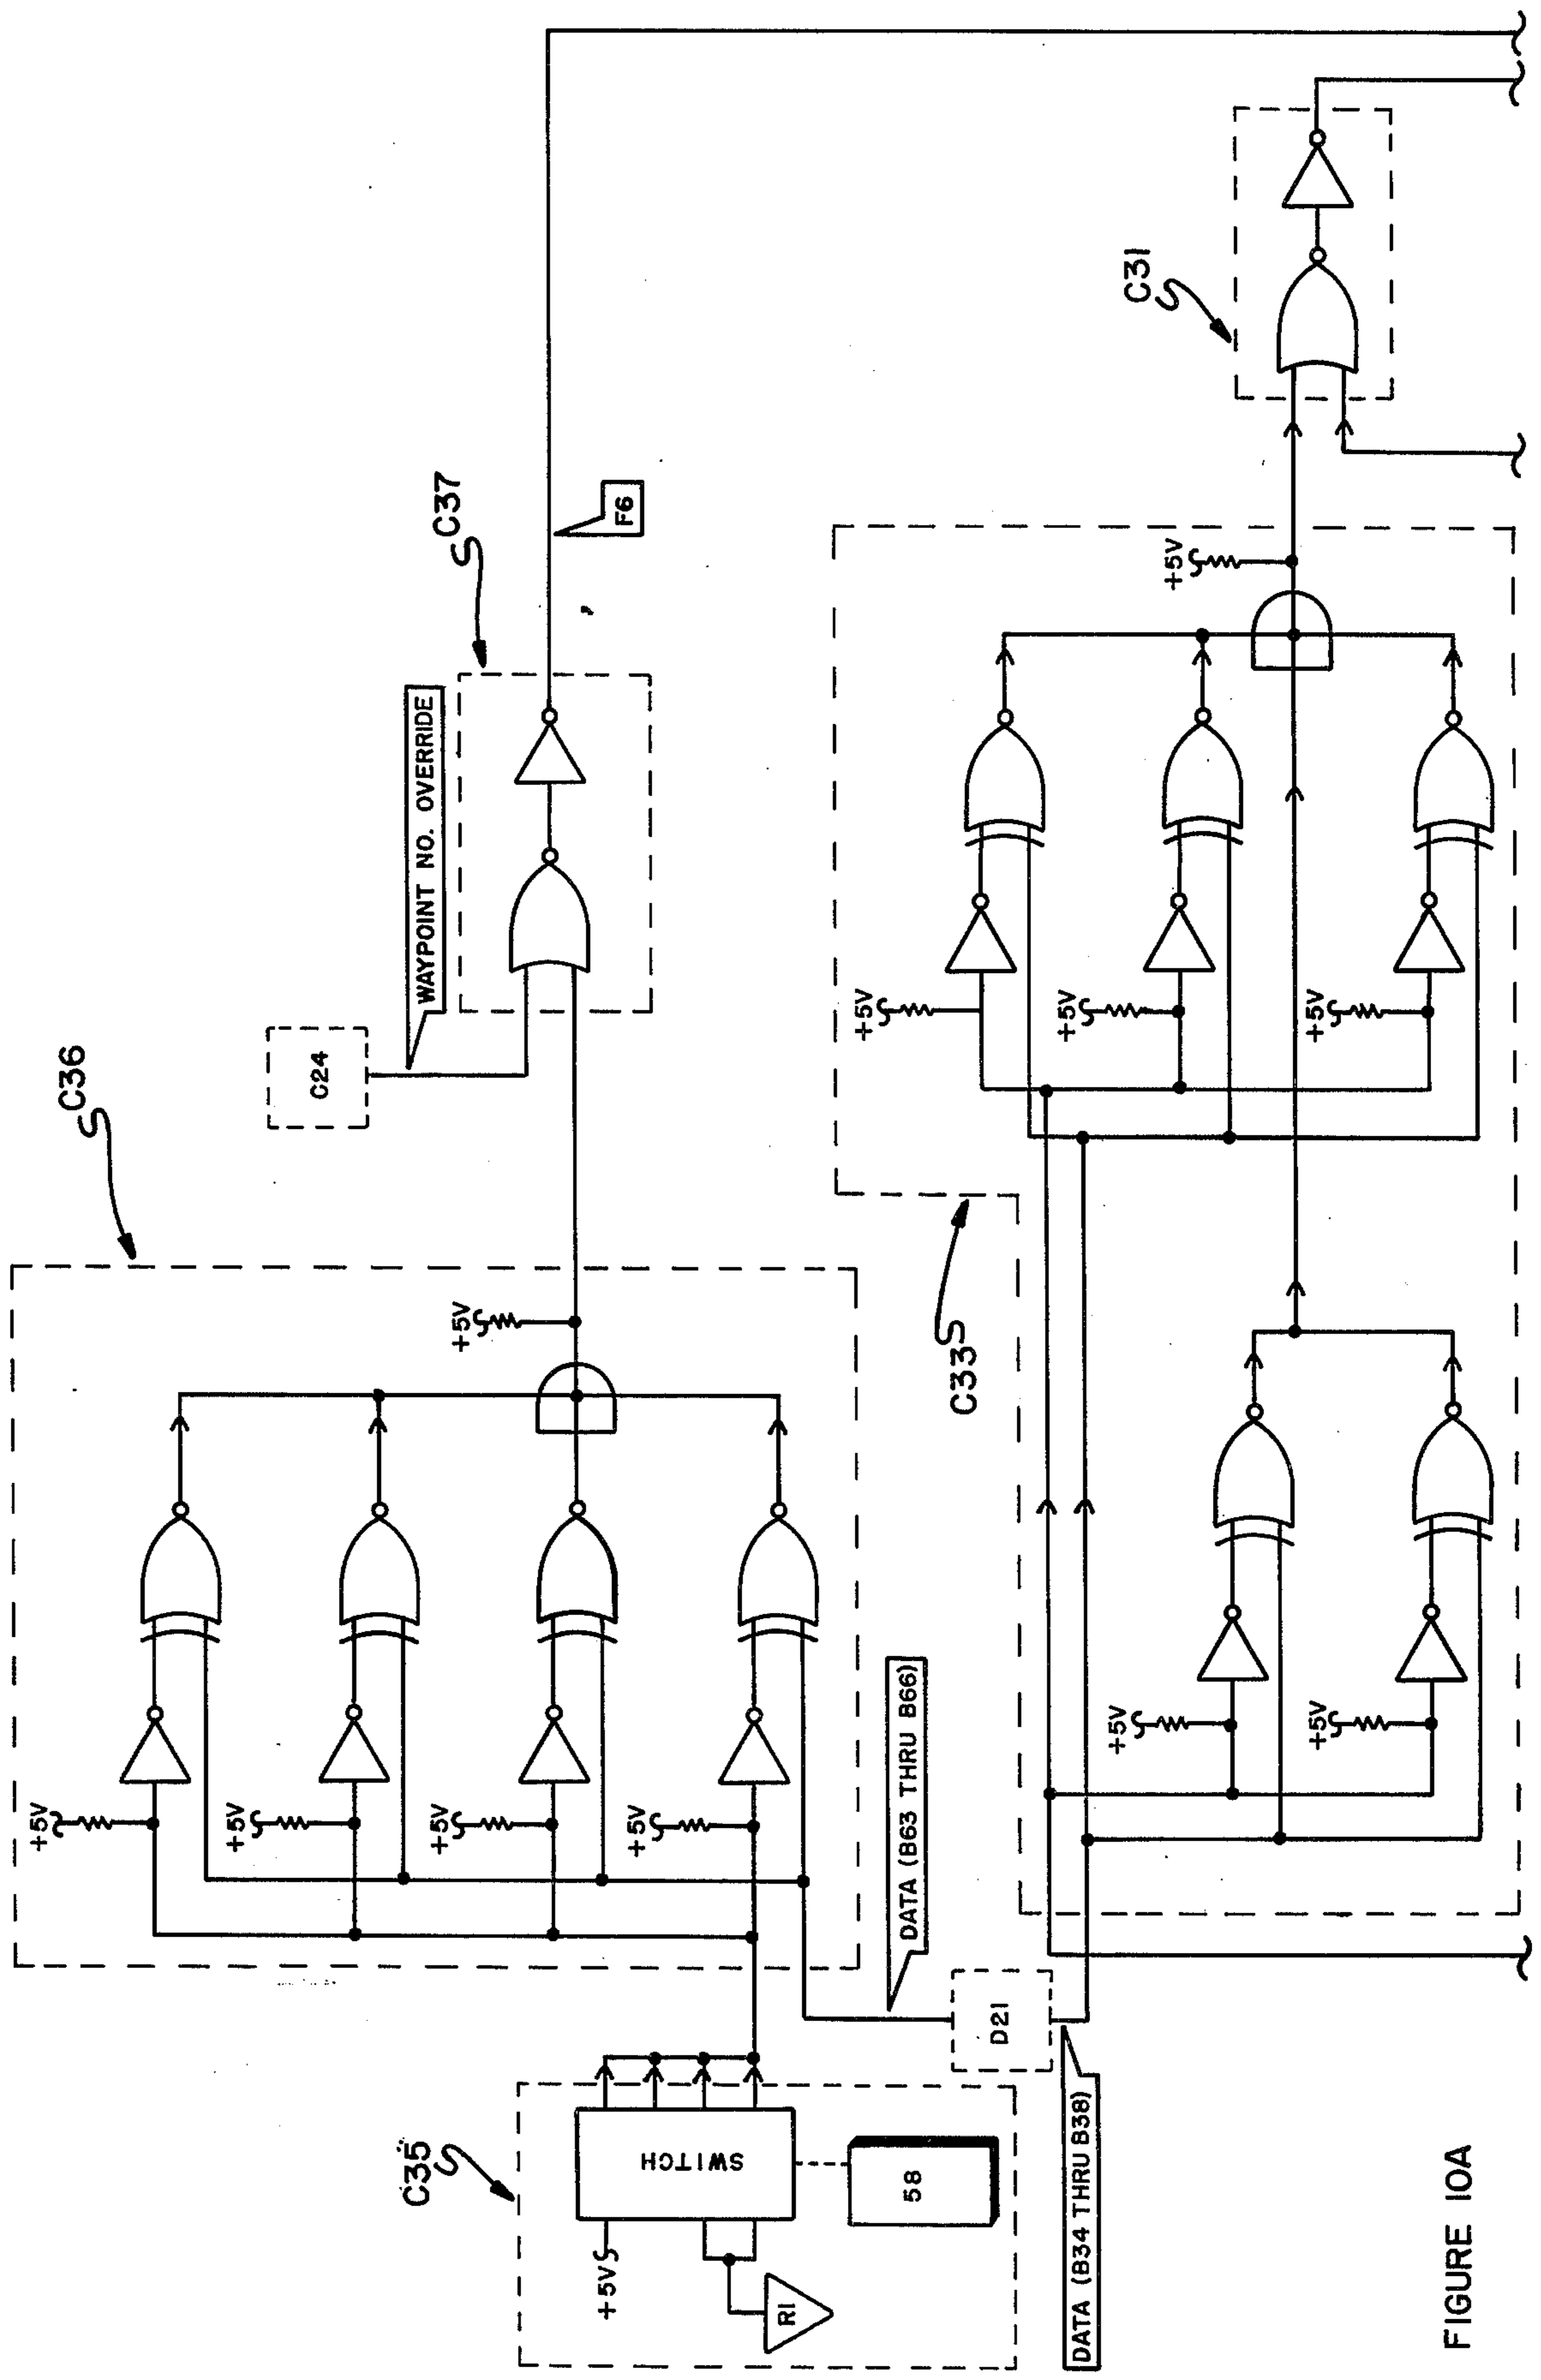 C36
+5V
+5V
+5V
+5V
+5V
C35
+5V
SWITCH
58
R1
DATA (B63 THRU B66)
D21
DATA (B34 THRU B38)
C24
WAYPOINT NO. OVERRIDE
C37
F6
C33
+5V
+5V
+5V
+5V
+5V
+5V
C31
FIGURE 10A